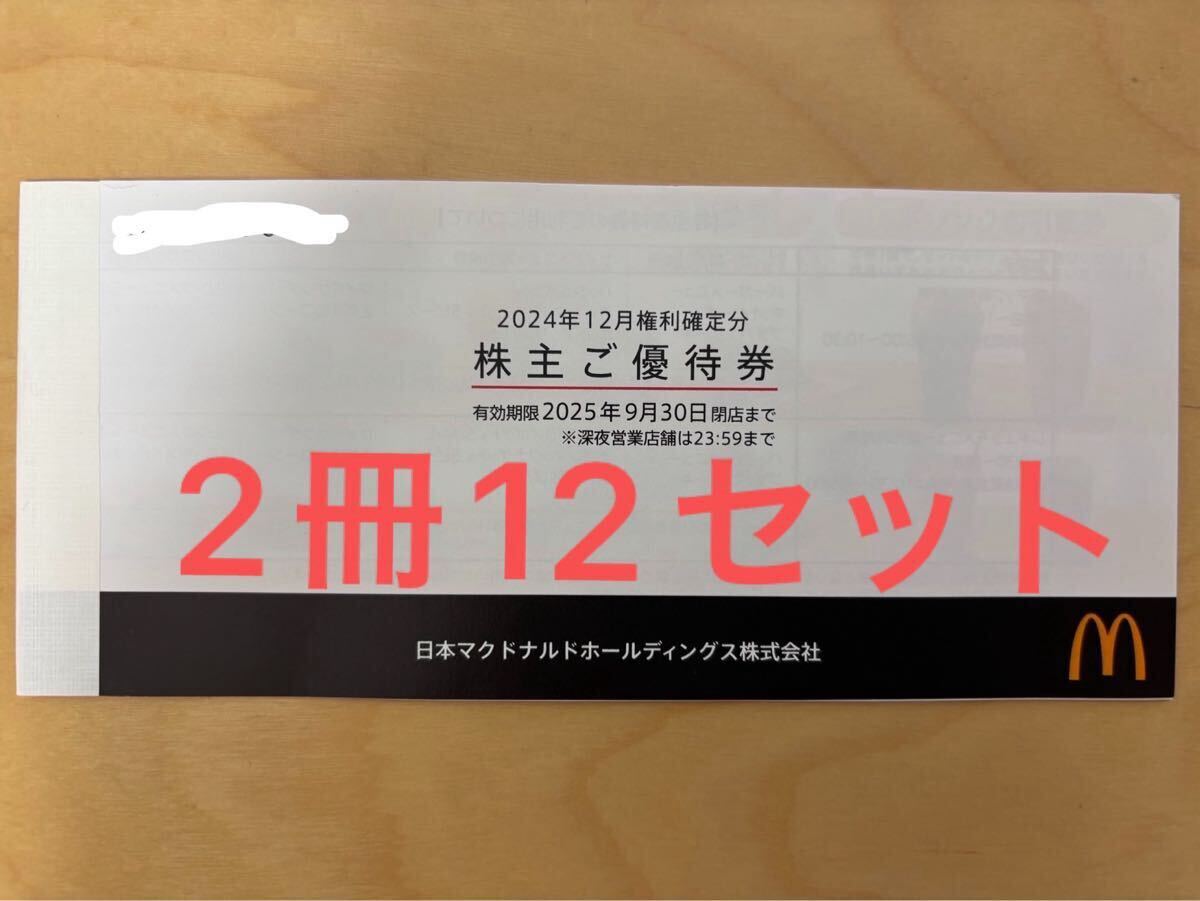 2024年12月権利確定分
株主ご優待券
有効期限2025年9月30日閉店まで
※深夜営業店舗は23:59まで
2冊12セット
日本マクドナルドホールディングス株式会社